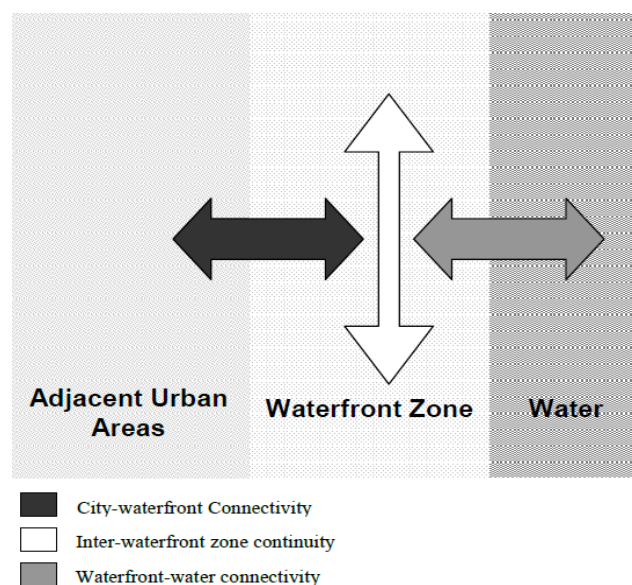 Adjacent Urban
Areas
Waterfront Zone
Water
City-waterfront Connectivity
Inter-waterfront zone continuity
Waterfront-water connectivity